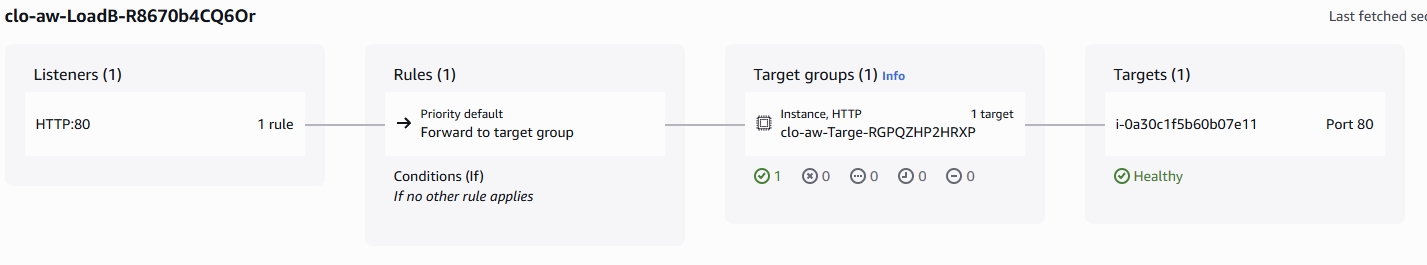 clo-aw-LoadB-R8670b4CQ6Or
Last fetched sec
Listeners (1)
HTTP:80
1 rule
Rules (1)
Priority default
Forward to target group
Conditions (If)
If no other rule applies
Target groups (1) Info
Instance, HTTP
1 target
clo-aw-Targe-RGPQZHP2HRXP
1 0 0 0 0
Targets (1)
i-0a30c1f5b60b07e11
Port 80
Healthy